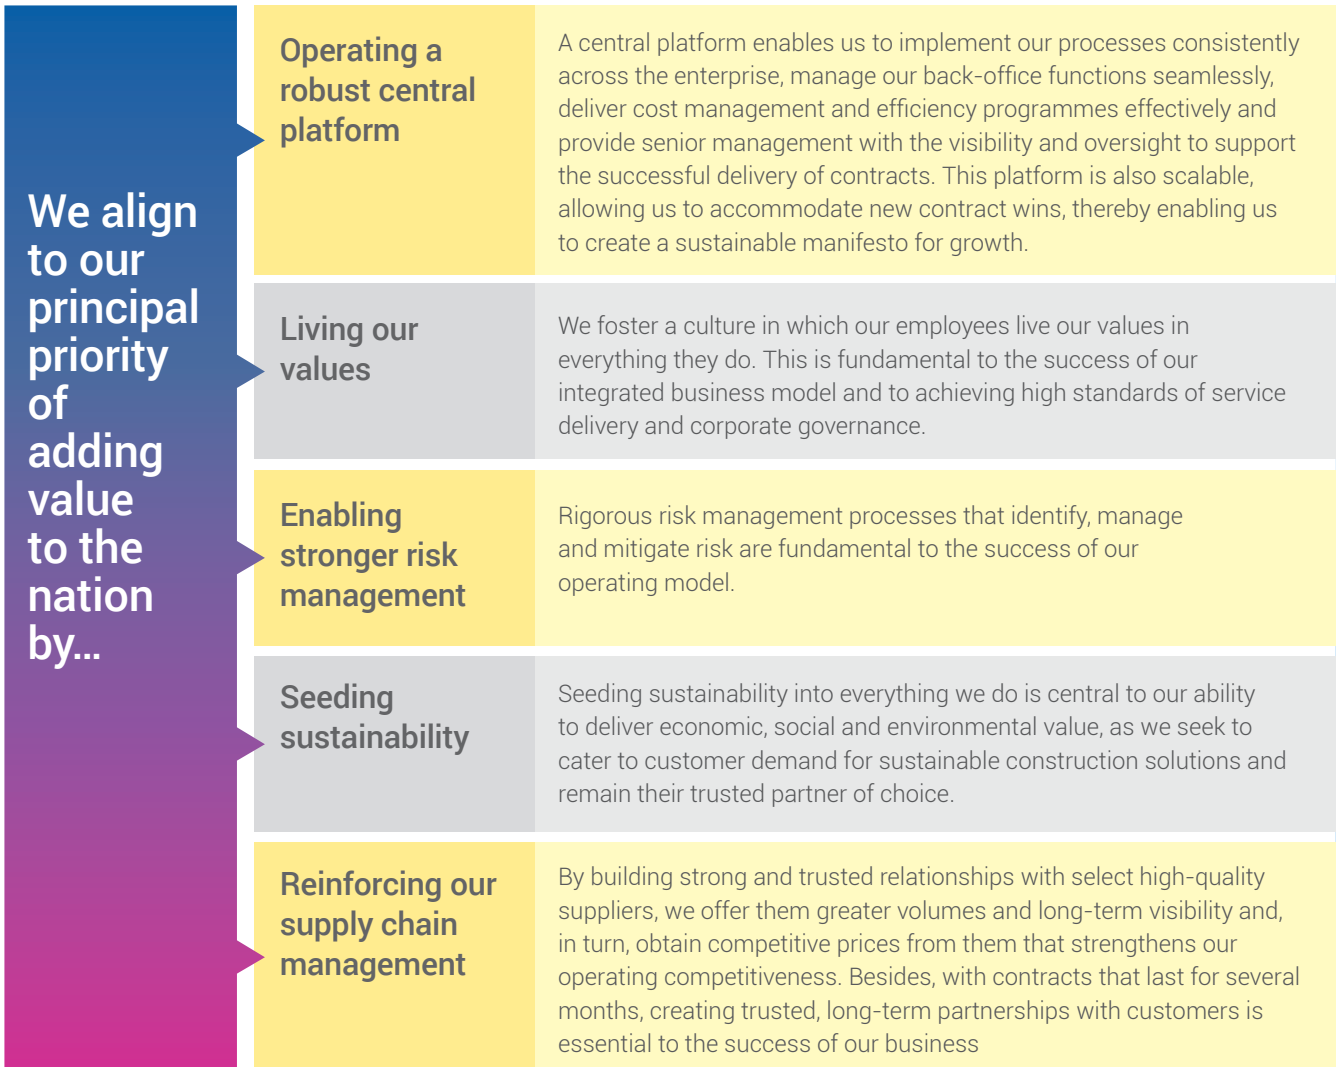 We align
to our
principal
priority
of
adding
value
to the
nation
by...
Operating a
robust central
platform
A central platform enables us to implement our processes consistently
across the enterprise, manage our back-office functions seamlessly,
deliver cost management and efficiency programmes effectively and
provide senior management with the visibility and oversight to support
the successful delivery of contracts. This platform is also scalable,
allowing us to accommodate new contract wins, thereby enabling us
to create a sustainable manifesto for growth.
Living our
values
We foster a culture in which our employees live our values in
everything they do. This is fundamental to the success of our
integrated business model and to achieving high standards of service
delivery and corporate governance.
Enabling
stronger risk
management
Rigorous risk management processes that identify, manage
and mitigate risk are fundamental to the success of our
operating model.
Seeding
sustainability
Seeding sustainability into everything we do is central to our ability
to deliver economic, social and environmental value, as we seek to
cater to customer demand for sustainable construction solutions and
remain their trusted partner of choice.
Reinforcing our
supply chain
management
By building strong and trusted relationships with select high-quality
suppliers, we offer them greater volumes and long-term visibility and,
in turn, obtain competitive prices from them that strengthens our
operating competitiveness. Besides, with contracts that last for several
months, creating trusted, long-term partnerships with customers is
essential to the success of our business